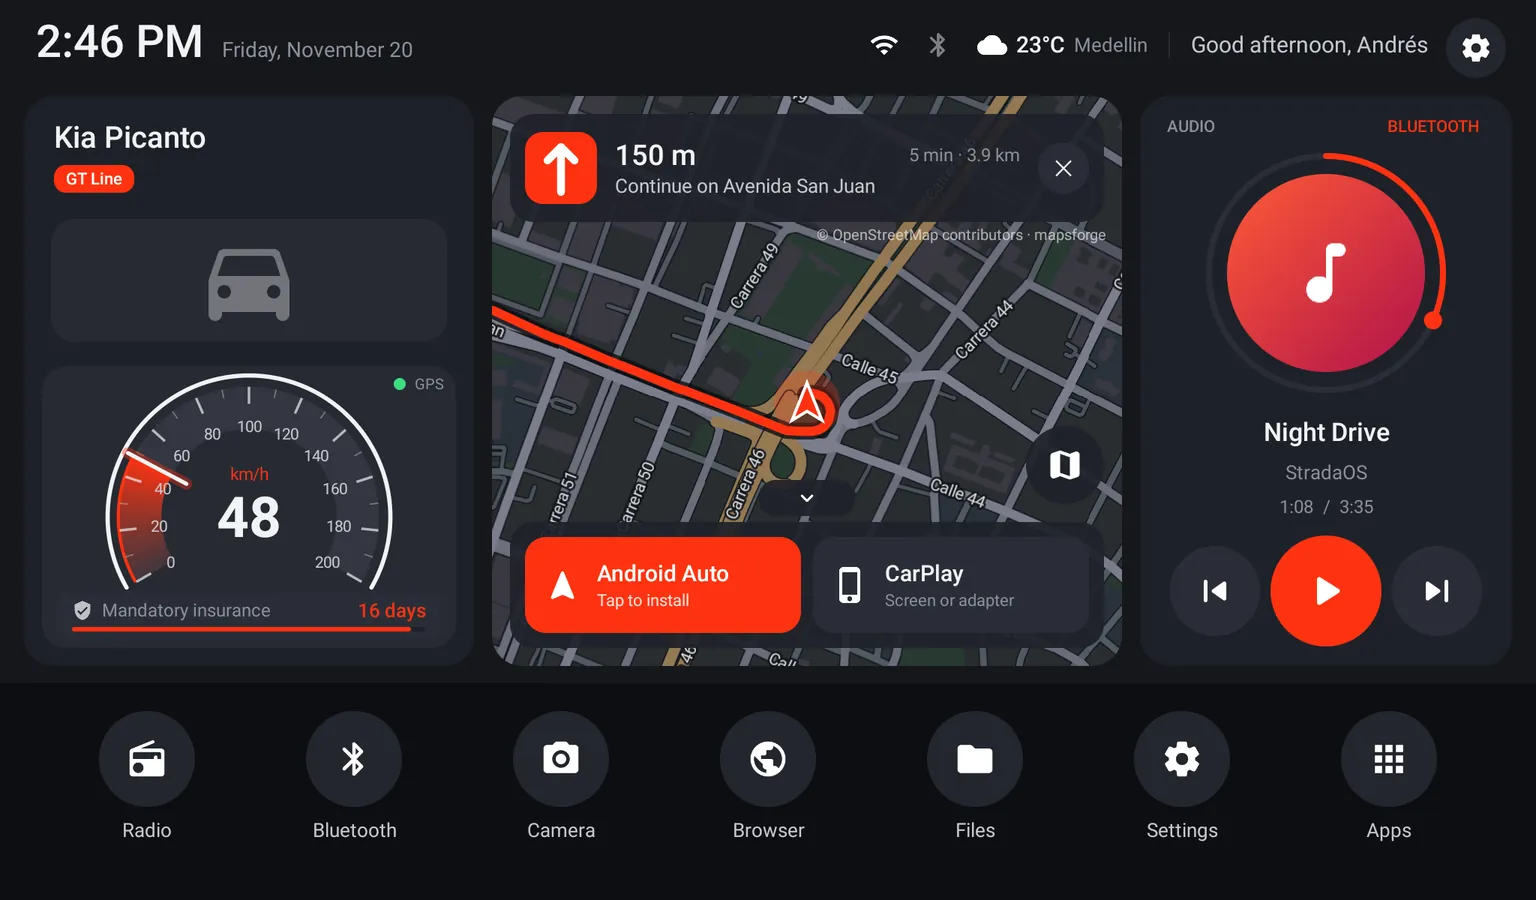 2:46 PM
Friday, November 20
23°C Medellin
Good afternoon, Andrés
Kia Picanto
GT Line
GPS
0
20
40
60
80
100
120
140
160
180
200
km/h
48
Mandatory insurance
16 days
150 m
5 min · 3.9 km
Continue on Avenida San Juan
© OpenStreetMap contributors · mapsforge
Carrera 49
Carrera 44
Calle 45
Carrera 50
Carrera 46
Calle 44
Android Auto
Tap to install
CarPlay
Screen or adapter
AUDIO
BLUETOOTH
Night Drive
StradaOS
1:08 / 3:35
Radio
Bluetooth
Camera
Browser
Files
Settings
Apps